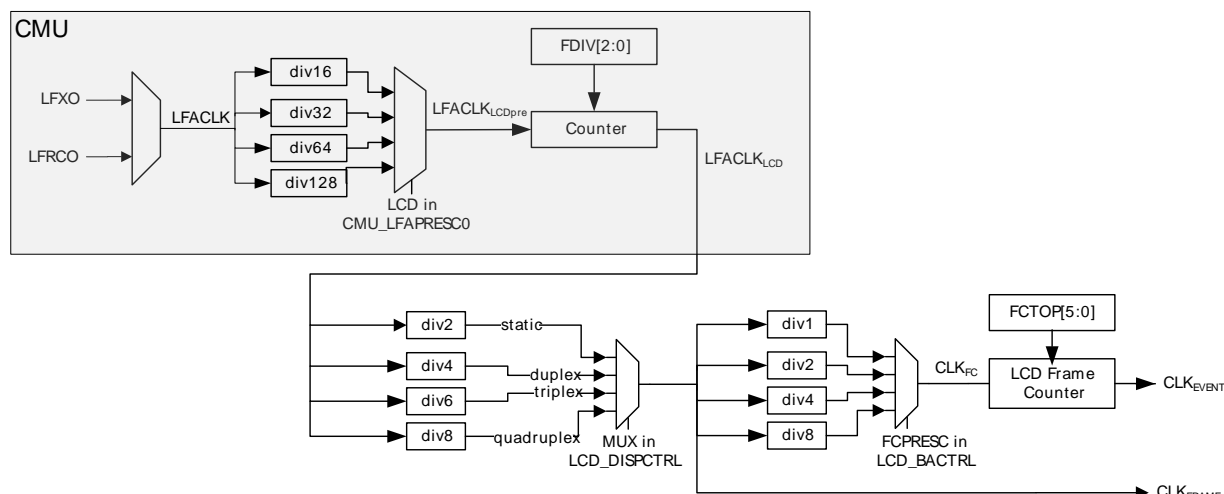 CMU
FDIV[2:0]
div16
LFXO
LFACLK
div32
LFACLKLCDpre
Counter
div64
LFRCO
LFACLKLCD
div128
LCD in
CMU_LFAPRESC0
FCTOP[5:0]
div2
static
div1
div4
duplex
div2
CLKFC
LCD Frame
Counter
CLKEVENT
div6
triplex
div4
div8
quadruplex
MUX in
LCD_DISPCTRL
div8
FCPRESC in
LCD_BACTRL
CLKFRAME